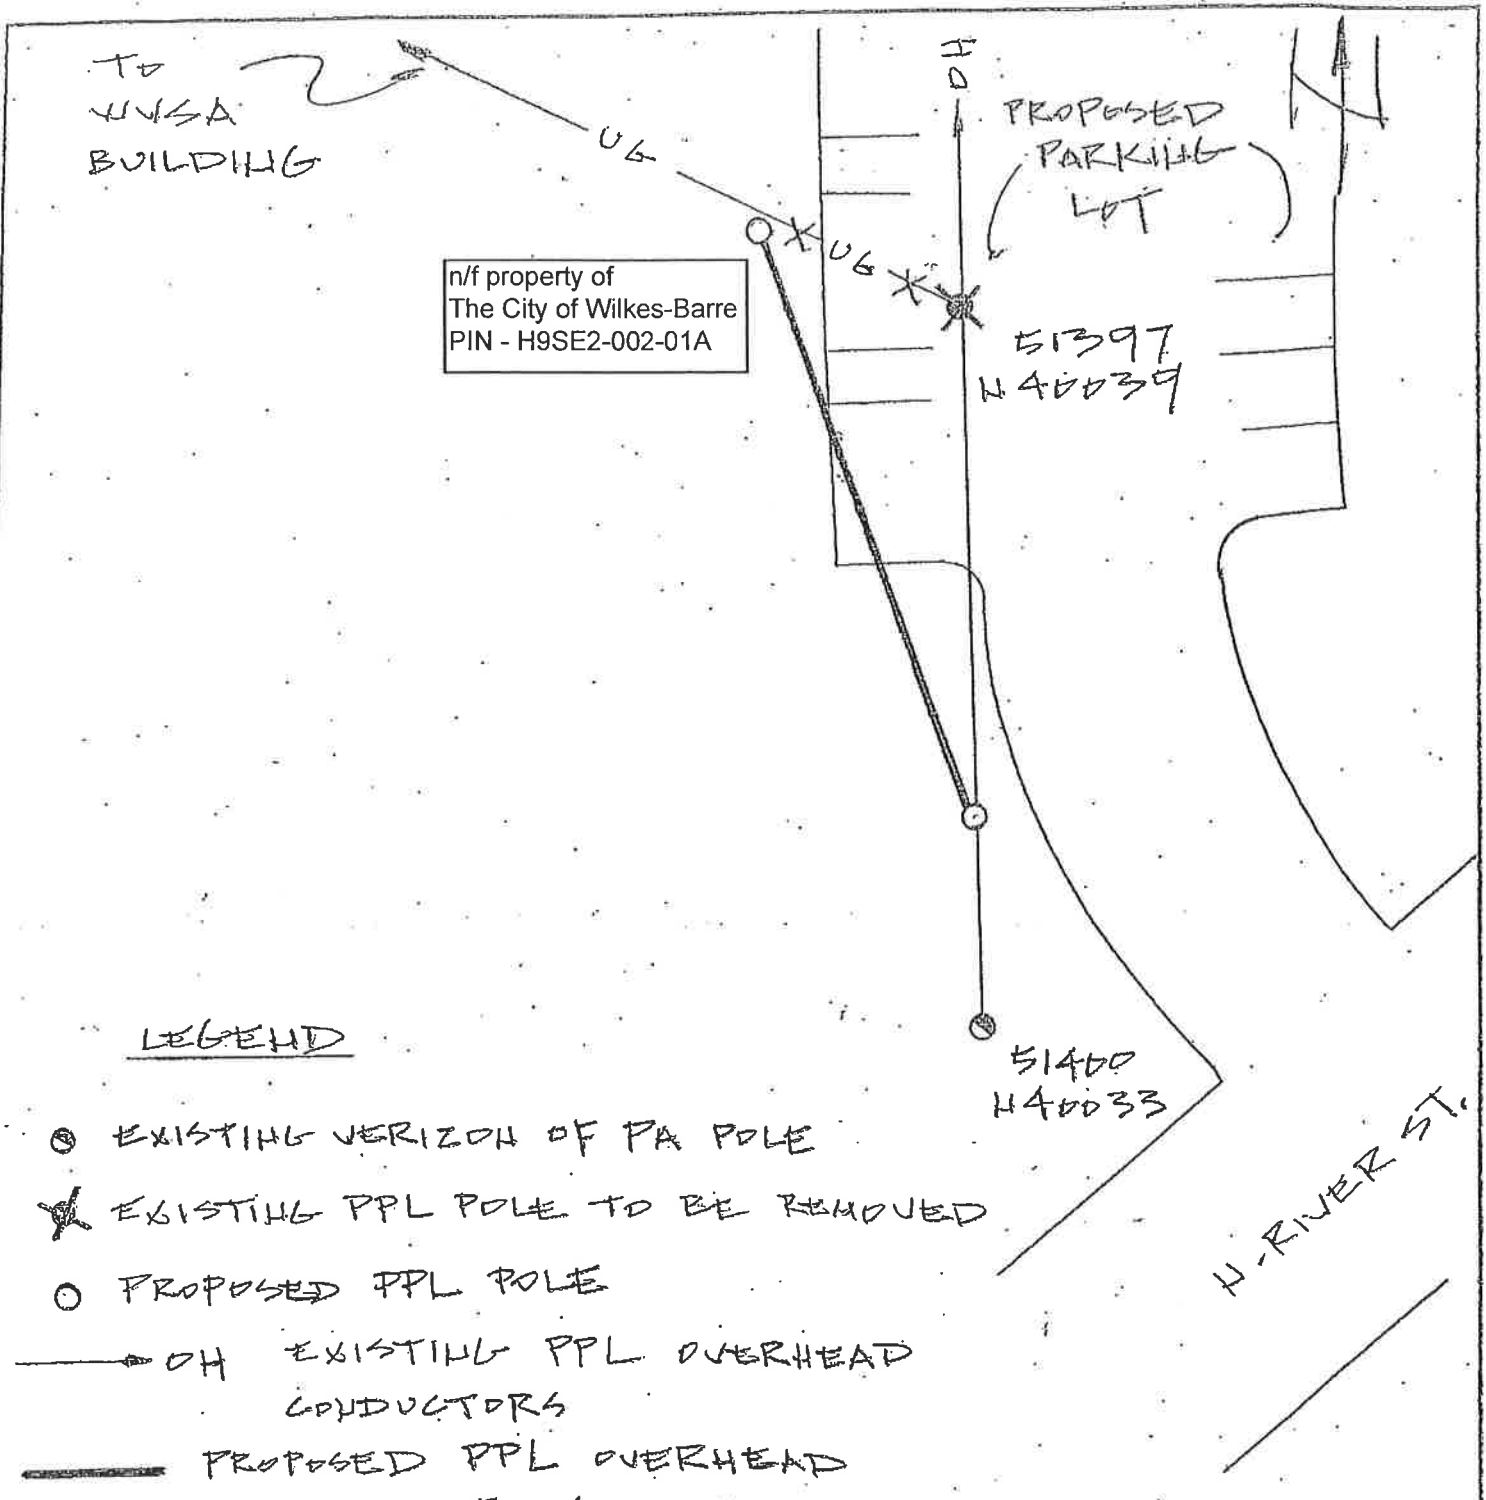 TO
WVSA
BUILDING
UG
OH
PROPOSED
PARKING
LOT
N
n/f property of
The City of Wilkes-Barre
PIN - H9SE2-002-01A
UG
51397
N40039
51400
N40033
N. RIVER ST.
LEGEND
EXISTING VERIZON OF PA POLE
EXISTING PPL POLE TO BE REMOVED
PROPOSED PPL POLE
OH EXISTING PPL OVERHEAD
CONDUCTORS
PROPOSED PPL OVERHEAD